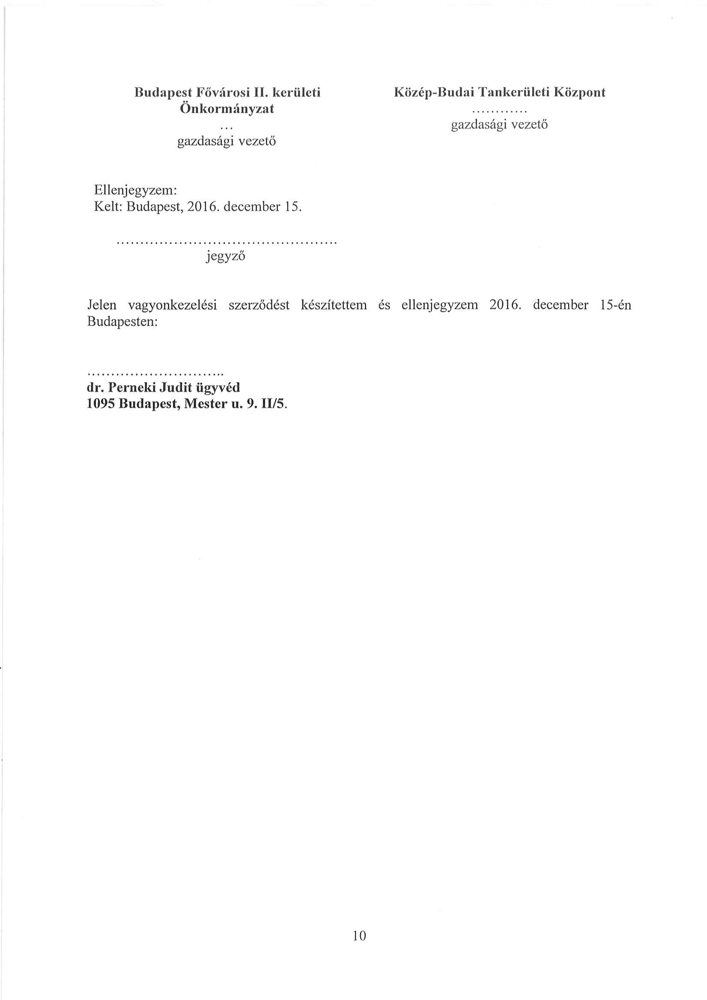 Budapest Fővárosi II. kerületi
Önkormányzat
...
gazdasági vezető
Közép-Budai Tankerületi Központ
............
gazdasági vezető
Ellenjegyzem:
Kelt: Budapest, 2016. december 15.
..............................................
jegyző
Jelen vagyonkezelési szerződést készítettem és ellenjegyzem 2016. december 15-én
Budapesten:
.............................
dr. Perneki Judit ügyvéd
1095 Budapest, Mester u. 9. II/5.
10